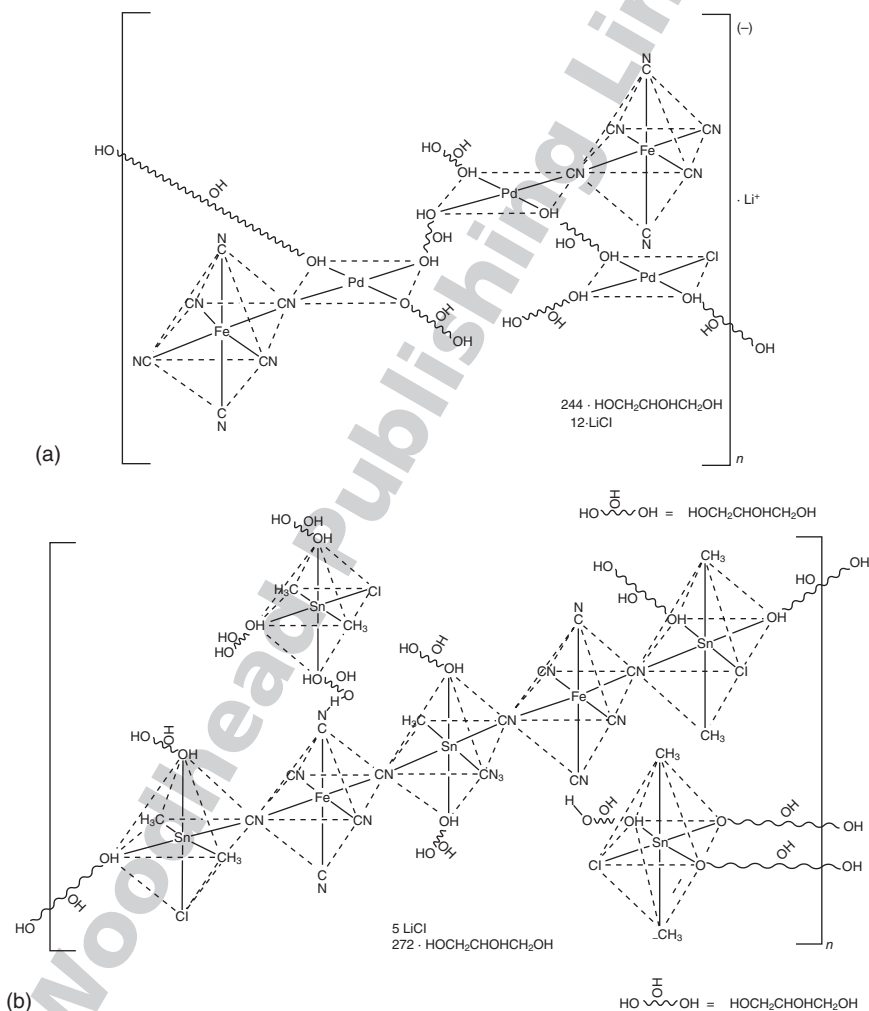 (–)
N
C
CN
CN
Fe
HO
OH
HO
OH
OH
CN
CN
Pd
· Li⁺
HO
OH
OH
N
C
N
C
HO
OH
OH
OH
Cl
Pd
Pd
CN
CN
O
OH
OH
OH
HO
OH
HO
Fe
OH
OH
NC
CN
C
N
244 · HOCH₂CHOHCH₂OH
12·LiCl
n
(a)
HO
OH
OH = HOCH₂CHOHCH₂OH
HO
OH
OH
CH₃
HO
HO
OH
H₃C
Cl
HO
N
C
Sn
OH
CH₃
HO
HO
OH
OH
Sn
HO
OH
OH
HO
OH
CN
CN
Cl
H
O
Fe
N
C
H₃C
CN
CN
CH₃
Sn
HO
OH
CN
CN
CN₃
CN
CH₃
Fe
H
O
OH
OH
O
OH
OH
H₃C
CN
CN
OH
Sn
Sn
OH
CH₃
HO
OH
Cl
O
OH
OH
C
N
OH
HO
Cl
₋CH₃
5 LiCl
272 · HOCH₂CHOHCH₂OH
n
(b)
HO
OH
OH = HOCH₂CHOHCH₂OH
Woodhead Publishing Lim